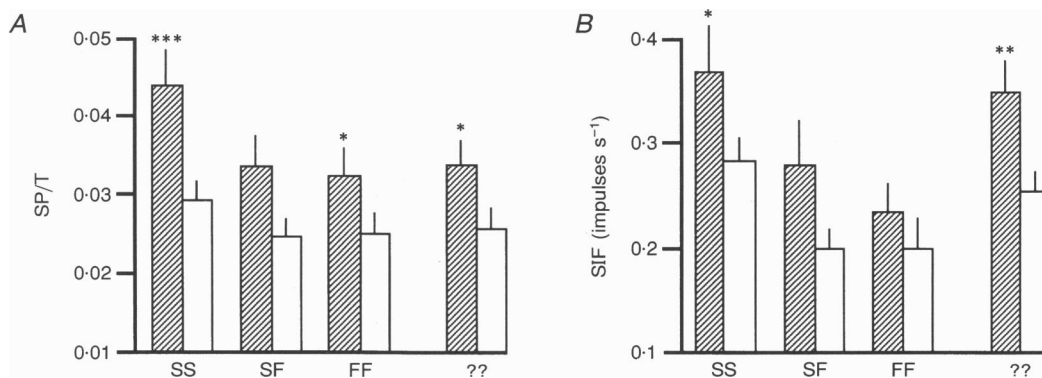 A
SP/T
0·05
0·04
0·03
0·02
0·01
***
*
*
SS SF FF ??
B
SIF (impulses s⁻¹)
0·4
0·3
0·2
0·1
*
**
SS SF FF ??